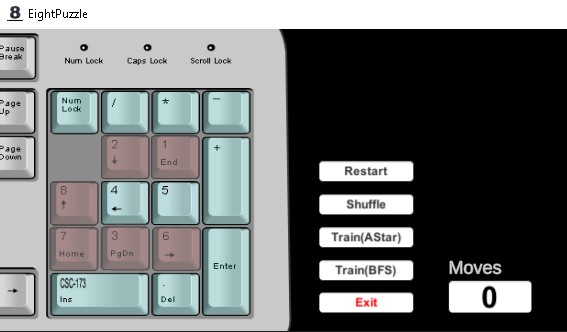 8 EightPuzzle
Pause
Break
Num Lock Caps Lock Scroll Lock
Page
Up
Num
Lock
/ * −
Page
Down
2 ↓
1 End
+
8 ↑
4 ←
5
7 Home
3 PgDn
6 →
Enter
→
CSC-173
Ins
. Del
Restart
Shuffle
Train(AStar)
Train(BFS)
Exit
Moves
0